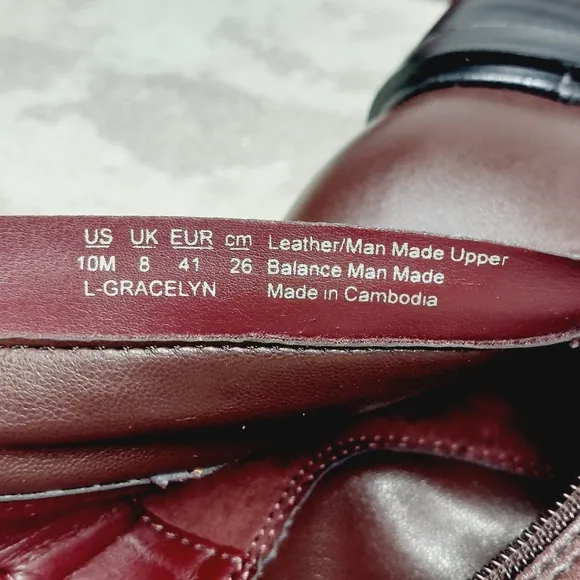 US UK EUR cm Leather/Man Made Upper
10M 8 41 26 Balance Man Made
L-GRACELYN Made in Cambodia